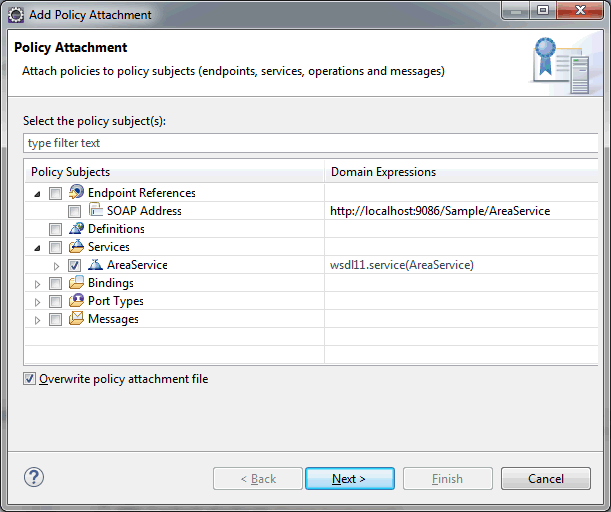 Add Policy Attachment
Policy Attachment
Attach policies to policy subjects (endpoints, services, operations and messages)
Select the policy subject(s):
type filter text
Policy Subjects Domain Expressions
Endpoint References
SOAP Address http://localhost:9086/Sample/AreaService
Definitions
Services
AreaService wsdl11.service(AreaService)
Bindings
Port Types
Messages
Overwrite policy attachment file
? < Back Next > Finish Cancel